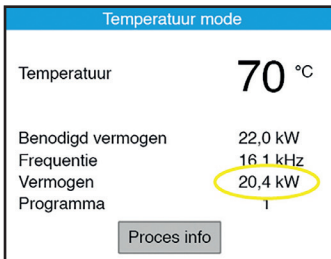 Temperatuur mode
Temperatuur 70 °C
Benodigd vermogen 22,0 kW
Frequentie 16,1 kHz
Vermogen 20,4 kW
Programma 1
Proces info